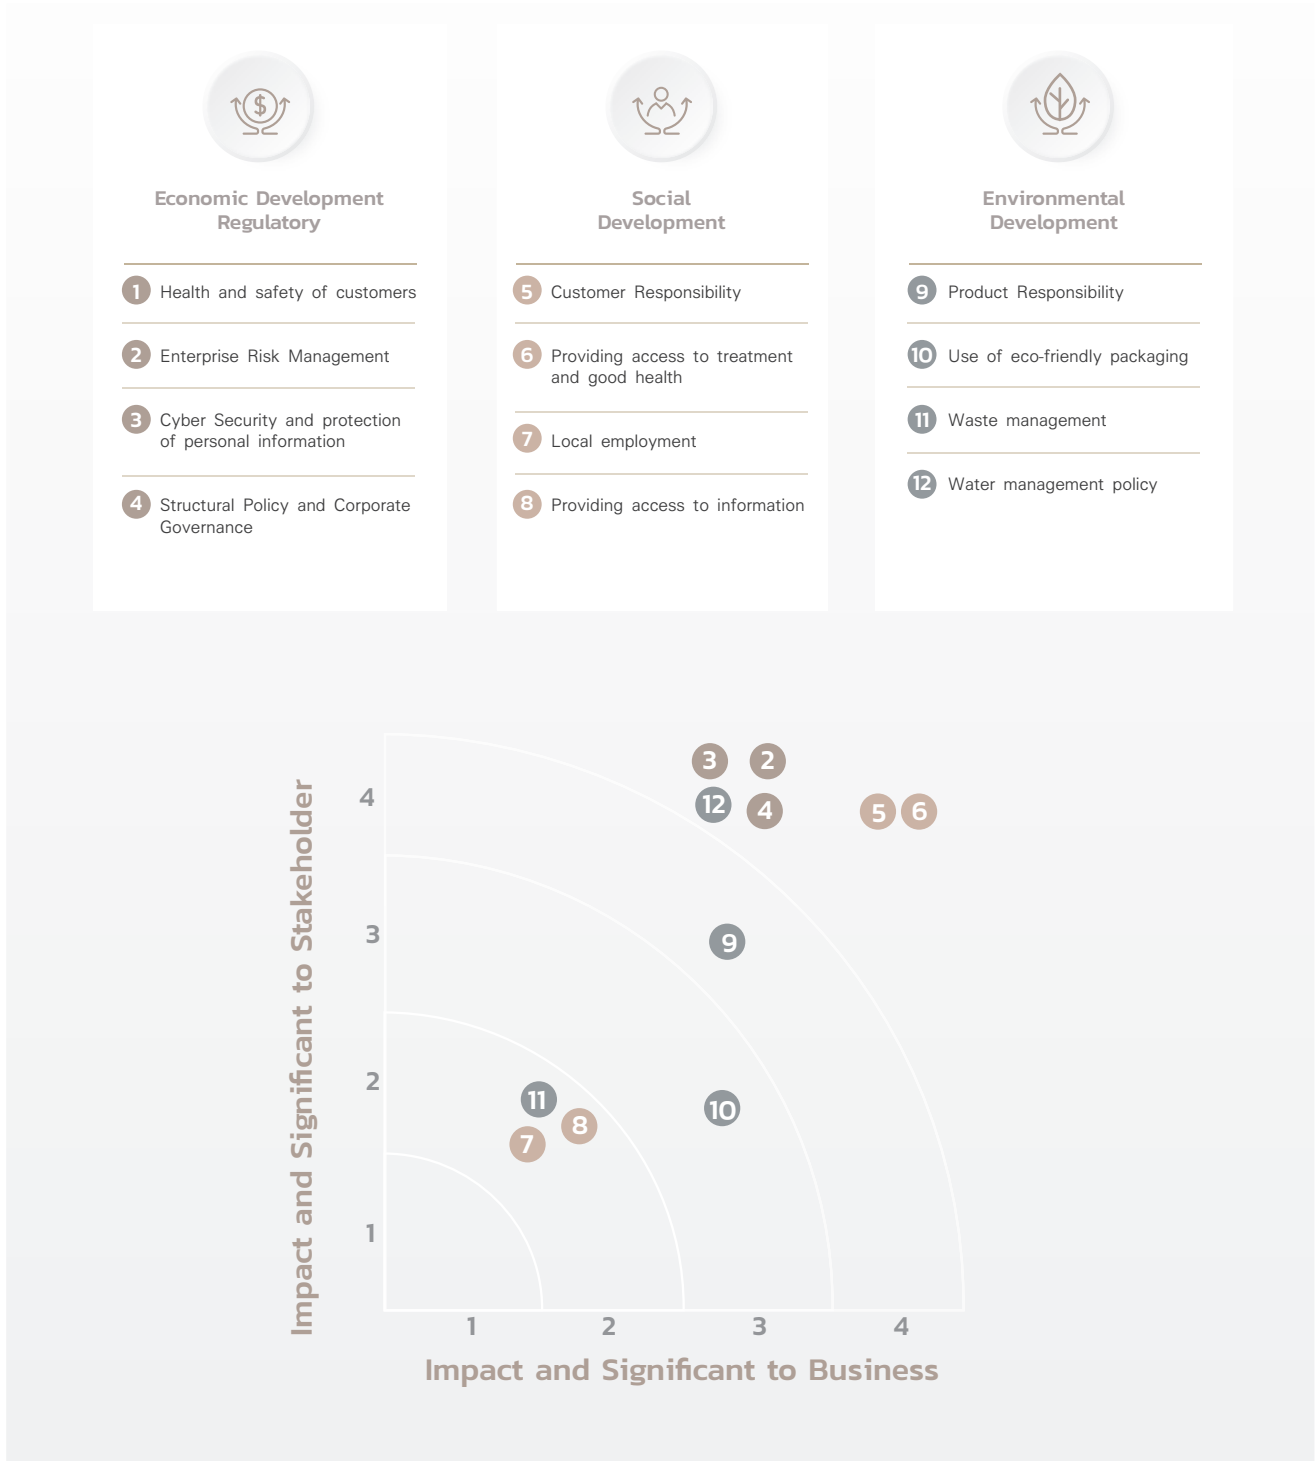 $
Economic Development
Regulatory
1 Health and safety of customers
2 Enterprise Risk Management
3 Cyber Security and protection
of personal information
4 Structural Policy and Corporate
Governance
Social
Development
5 Customer Responsibility
6 Providing access to treatment
and good health
7 Local employment
8 Providing access to information
Environmental
Development
9 Product Responsibility
10 Use of eco-friendly packaging
11 Waste management
12 Water management policy
Impact and Significant to Stakeholder
4
3
2
1
3
2
12
4
5
6
9
11
10
8
7
1
2
3
4
Impact and Significant to Business